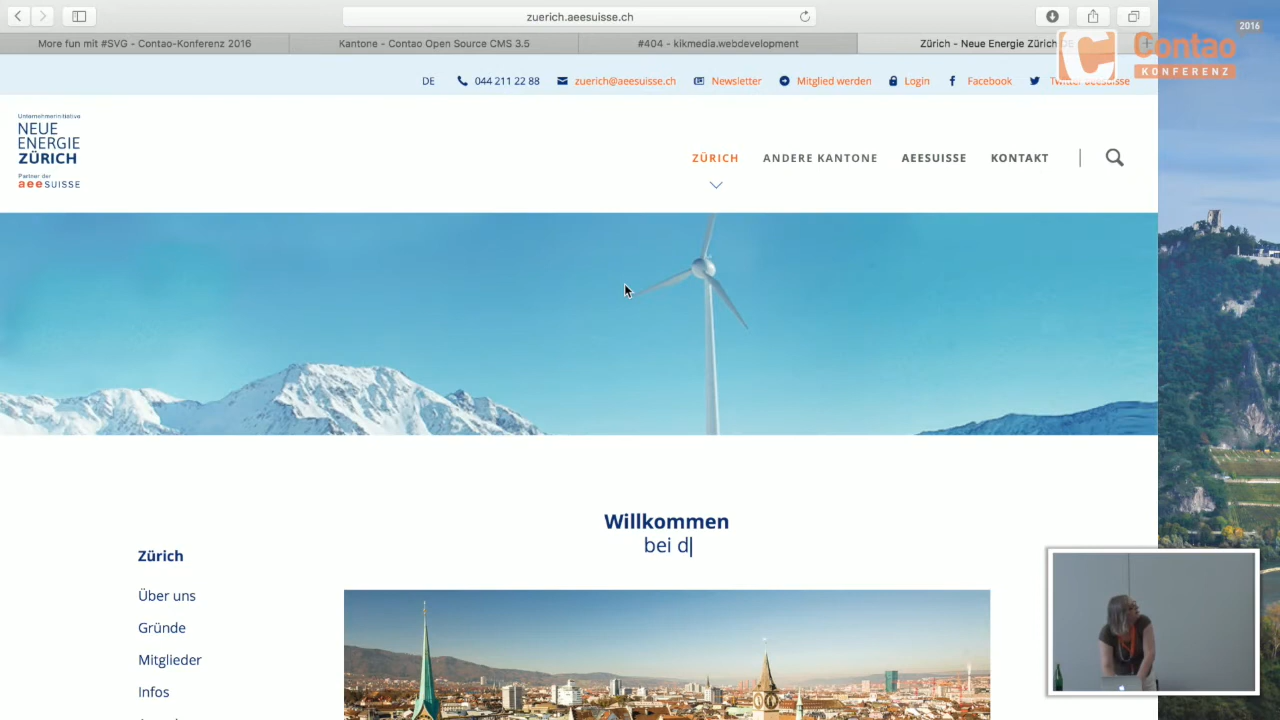 zuerich.aeesuisse.ch
More fun mit #SVG - Contao-Konferenz 2016
Kantone - Contao Open Source CMS 3.5
#404 - kikmedia.webdevelopment
Zürich - Neue Energie Zürich
2016
Contao
KONFERENZ
DE
044 211 22 88
zuerich@aeesuisse.ch
Newsletter
Mitglied werden
Login
Facebook
Twitter aeesuisse
Unternehmerinitiative
NEUE
ENERGIE
ZÜRICH
Partner der
aeeSUISSE
ZÜRICH
ANDERE KANTONE
AEESUISSE
KONTAKT
Willkommen
bei d
Zürich
Über uns
Gründe
Mitglieder
Infos